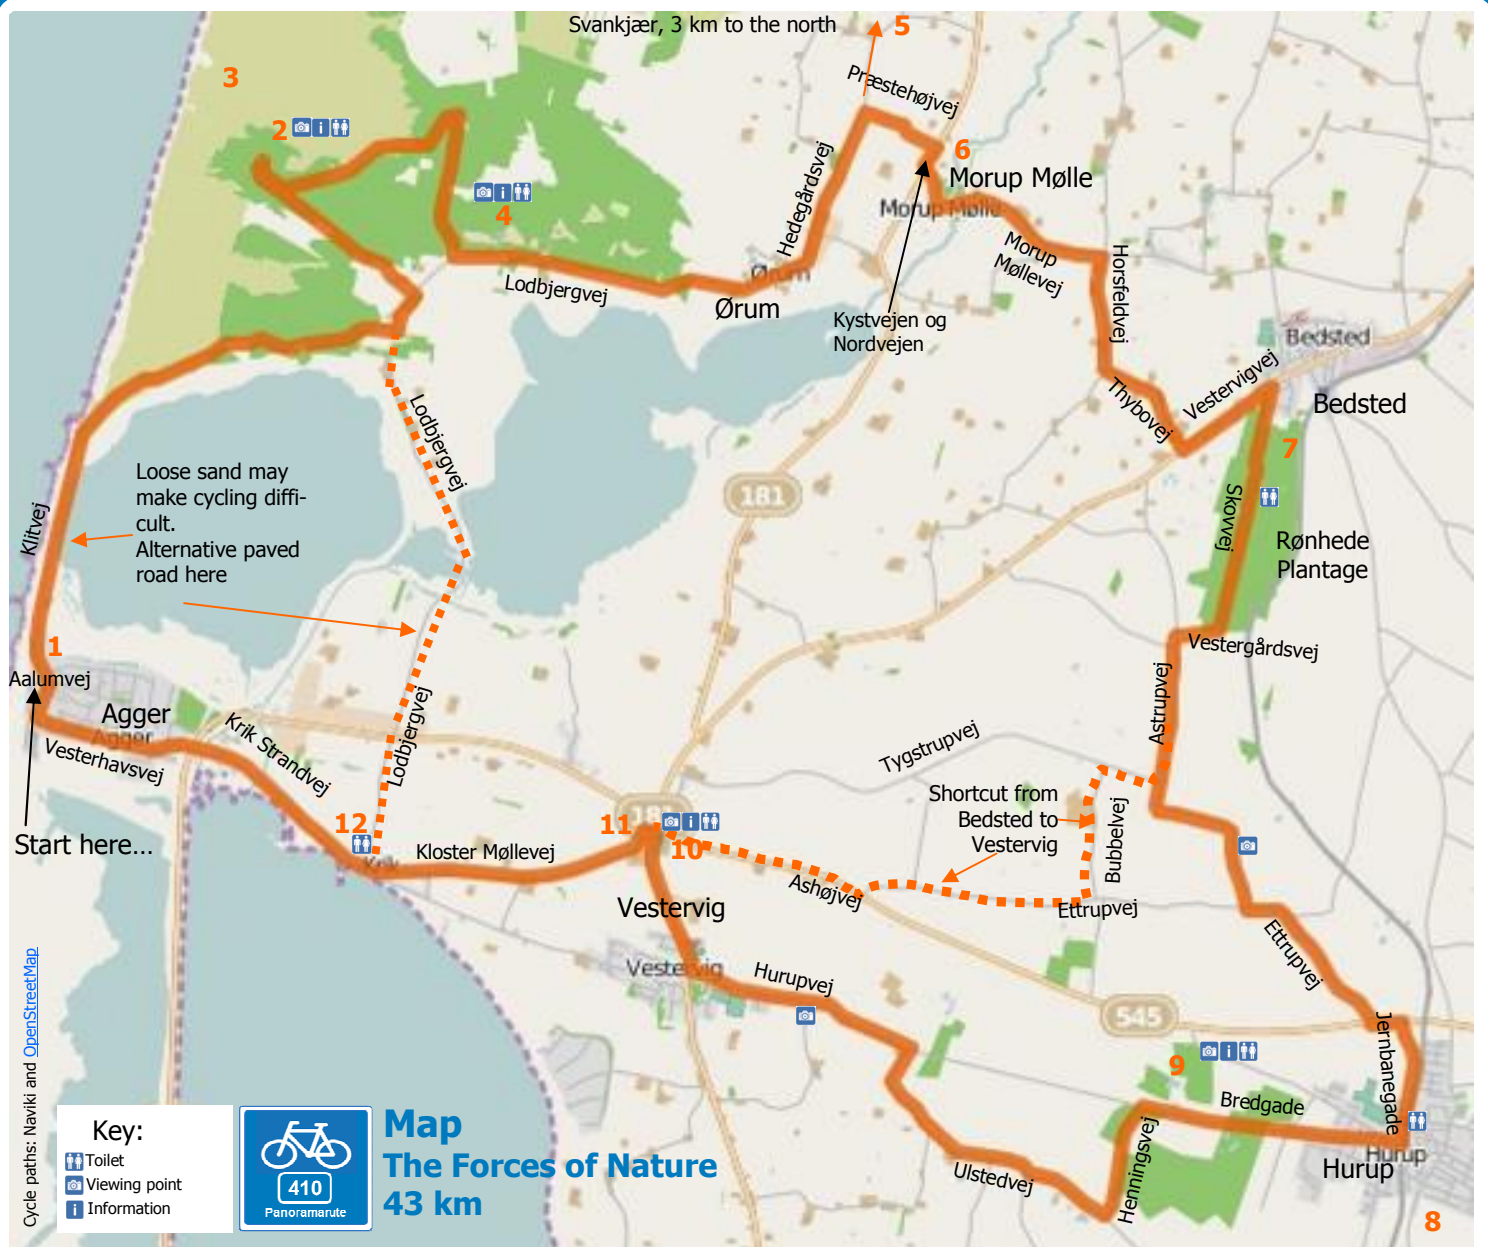 Svankjær, 3 km to the north
5
3
Præstehøjvej
2
6
Morup Mølle
Morup Mølle
4
Hedegårdsvej
Morup
Møllevej
Horsfeldvej
Ørum
Lodbjergvej
Ørum
Kystvejen og
Nordvejen
Bedsted
Vestervigvej
Thybovej
Bedsted
Lodbjergvej
7
Loose sand may
make cycling diffi-
cult.
Alternative paved
road here
181
Klitvej
Skovvej
Rønhede
Plantage
1
Aalumvej
Vestergårdsvej
Agger
Agger
Krik Strandvej
Lodbjergvej
Astrupvej
Vesterhavsvej
Tygstrupvej
Shortcut from
Bedsted to
Vestervig
Bubbelvej
Start here...
12
11
181
10
Krik
Kloster Møllevej
Ashøjvej
Ettrupvej
Vestervig
Vestervig
Hurupvej
Ettrupvej
545
Jernbanegade
9
Bredgade
Henningsvej
Ulstedvej
Hurup
Hurup
8
Cycle paths: Naviki and OpenStreetMap
Key:
Toilet
Viewing point
Information
410
Panoramarute
Map
The Forces of Nature
43 km